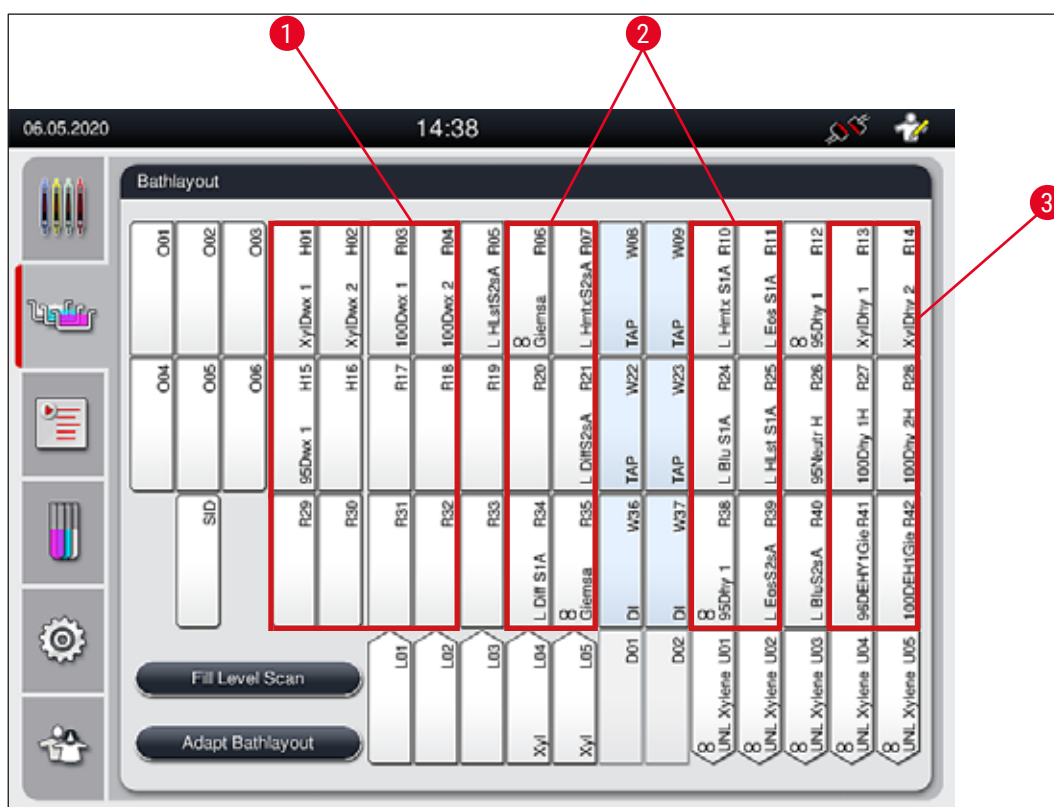 1
2
06.05.2020
14:38
3
Bathlayout
O01
O02
O03
XylDwx 1 H01
XylDwx 2 H02
100Dwx 1 R03
100Dwx 2 R04
L HLstS2sA R05
∞ Giemsa R06
L HmtxS2sA R07
TAP W08
TAP W09
L Hmtx S1A R10
L Eos S1A R11
∞ 95Dhy 1 R12
XylDhy 1 R13
XylDhy 2 R14
O04
O05
O06
95Dwx 1 H15
H16
R17
R18
R19
R20
L DiffS2sA R21
TAP W22
TAP W23
L Blu S1A R24
L HLst S1A R25
95Neutr H R26
100Dhy 1H R27
100Dhy 2H R28
SID
R29
R30
R31
R32
R33
L Diff S1A R34
∞ Giemsa R35
DI W36
DI W37
∞ 95Dhy 1 R38
L EosS2sA R39
L BluS2sA R40
96DEHY1Gie R41
100DEH1Gie R42
Fill Level Scan
Adapt Bathlayout
L01
L02
L03
Xyl L04
Xyl L05
D01
D02
∞ UNL Xylene U01
∞ UNL Xylene U02
∞ UNL Xylene U03
∞ UNL Xylene U04
∞ UNL Xylene U05